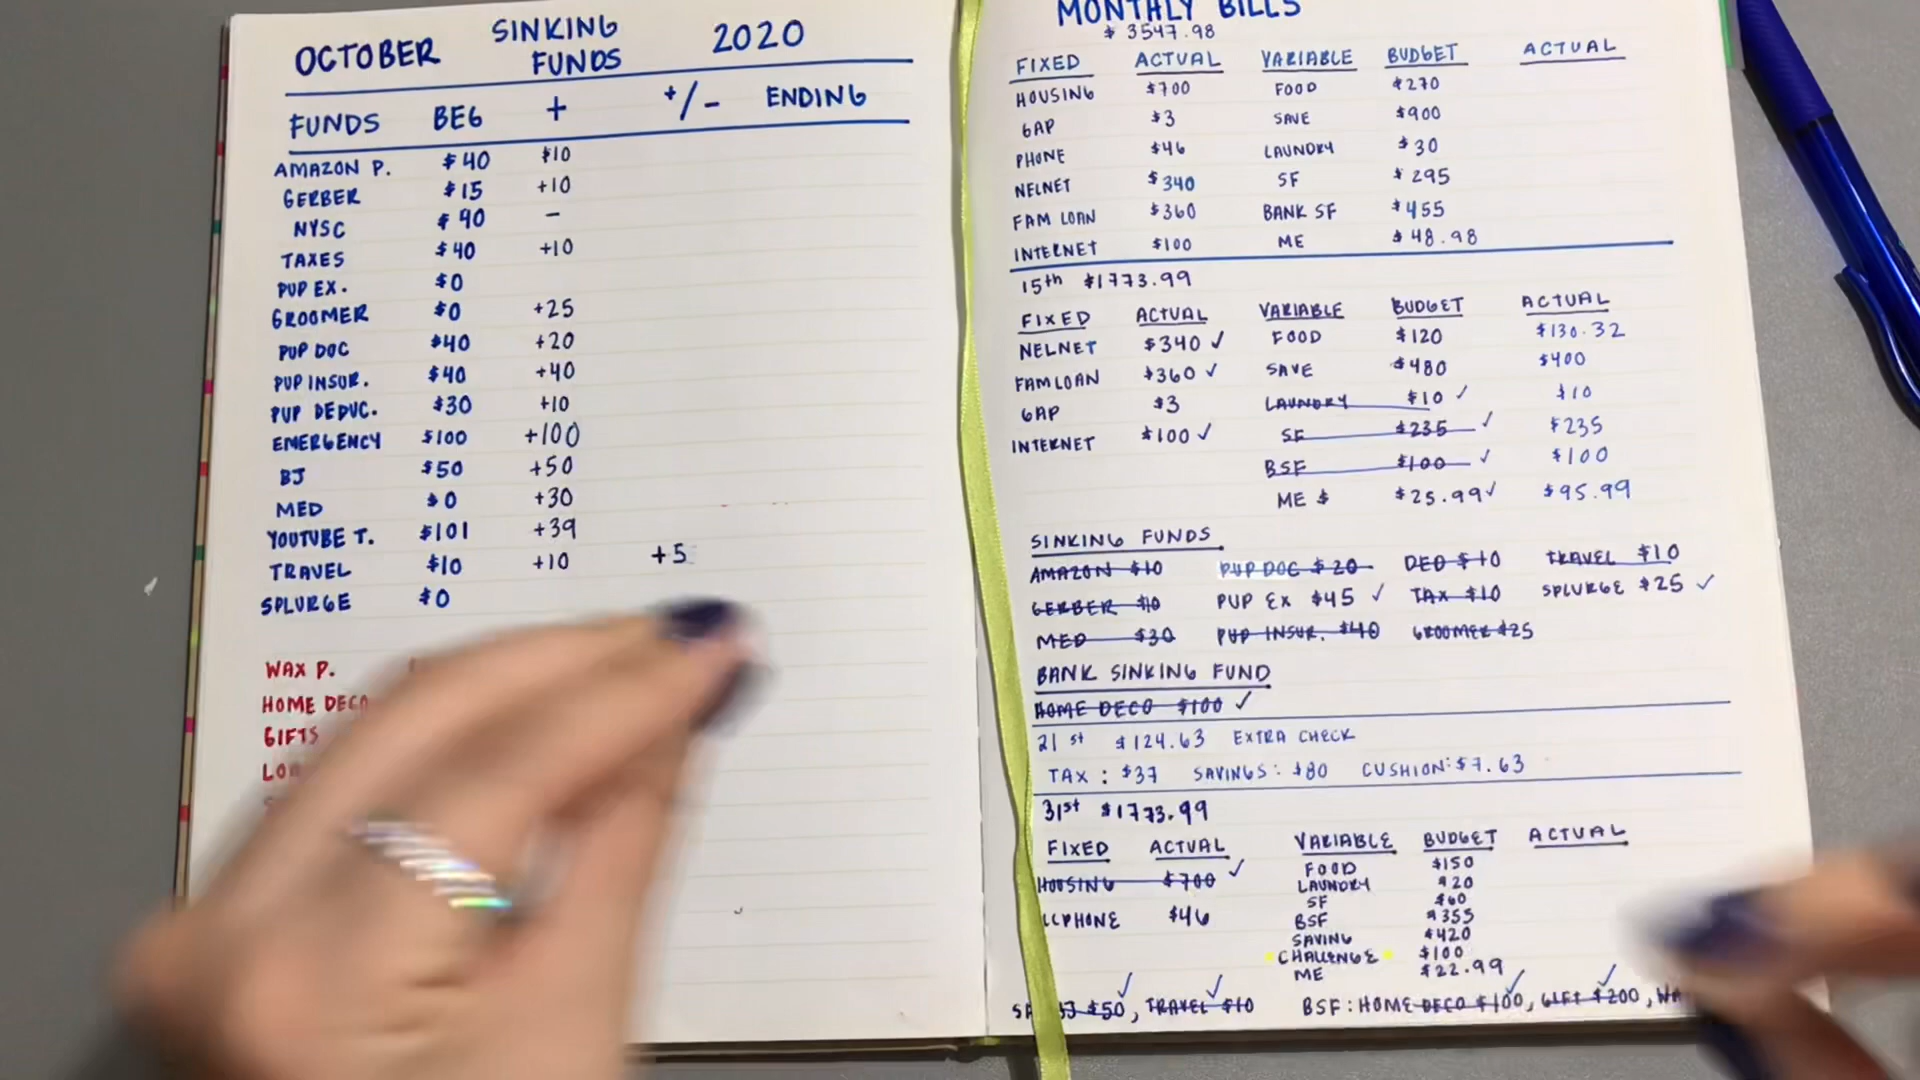 OCTOBER SINKING FUNDS 2020
FUNDS BEG + +/- ENDING
AMAZON P. $40 $10
GERBER $15 +10
NYSC $90 -
TAXES $40 +10
PUP EX. $0
GROOMER $0 +25
PUP DOC $40 +20
PUP INSUR. $40 +40
PUP DEDUC. $30 +10
EMERGENCY $100 +100
BJ $50 +50
MED $0 +30
YOUTUBE T. $101 +39
TRAVEL $10 +10 +5
SPLURGE $0
WAX P.
HOME DECO
GIFTS
MONTHLY BILLS
$3547.98
FIXED ACTUAL VARIABLE BUDGET ACTUAL
HOUSING $700 FOOD $270
GAP $3 SAVE $900
PHONE $46 LAUNDRY $30
NELNET $340 SF $295
FAM LOAN $360 BANK SF $455
INTERNET $100 ME $48.98
15th $1773.99
FIXED ACTUAL VARIABLE BUDGET ACTUAL
NELNET $340 ✓ FOOD $120 $130.32
FAM LOAN $360 ✓ SAVE $480 $400
GAP $3 LAUNDRY $10 ✓ $10
INTERNET $100 ✓ SF $235 ✓ $235
BSF $100 ✓ $100
ME $ $25.99 ✓ $95.99
SINKING FUNDS
AMAZON $10 PUP DOC $20 DED $10 TRAVEL $10
GERBER $10 PUP EX $45 ✓ TAX $10 SPLURGE $25 ✓
MED $30 PUP INSUR. $40 GROOMER $25
BANK SINKING FUND
HOME DECO $100 ✓
21st $124.63 EXTRA CHECK
TAX: $37 SAVINGS: $80 CUSHION: $7.63
31st $1773.99
FIXED ACTUAL VARIABLE BUDGET ACTUAL
HOUSING $700 ✓ FOOD $150
LAUNDRY $20
SF $60
PHONE $46 BSF $355
SAVING $420
CHALLENGE $100
ME $22.99
BJ $50, TRAVEL $10 BSF: HOME DECO $100, GIFT $200,